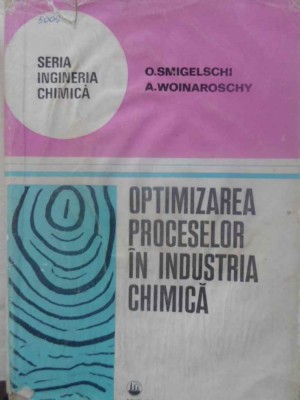 SERIA
INGINERIA
CHIMICĂ
O.SMIGELSCHI
A.WOINAROSCHY
OPTIMIZAREA
PROCESELOR
ÎN INDUSTRIA
CHIMICĂ